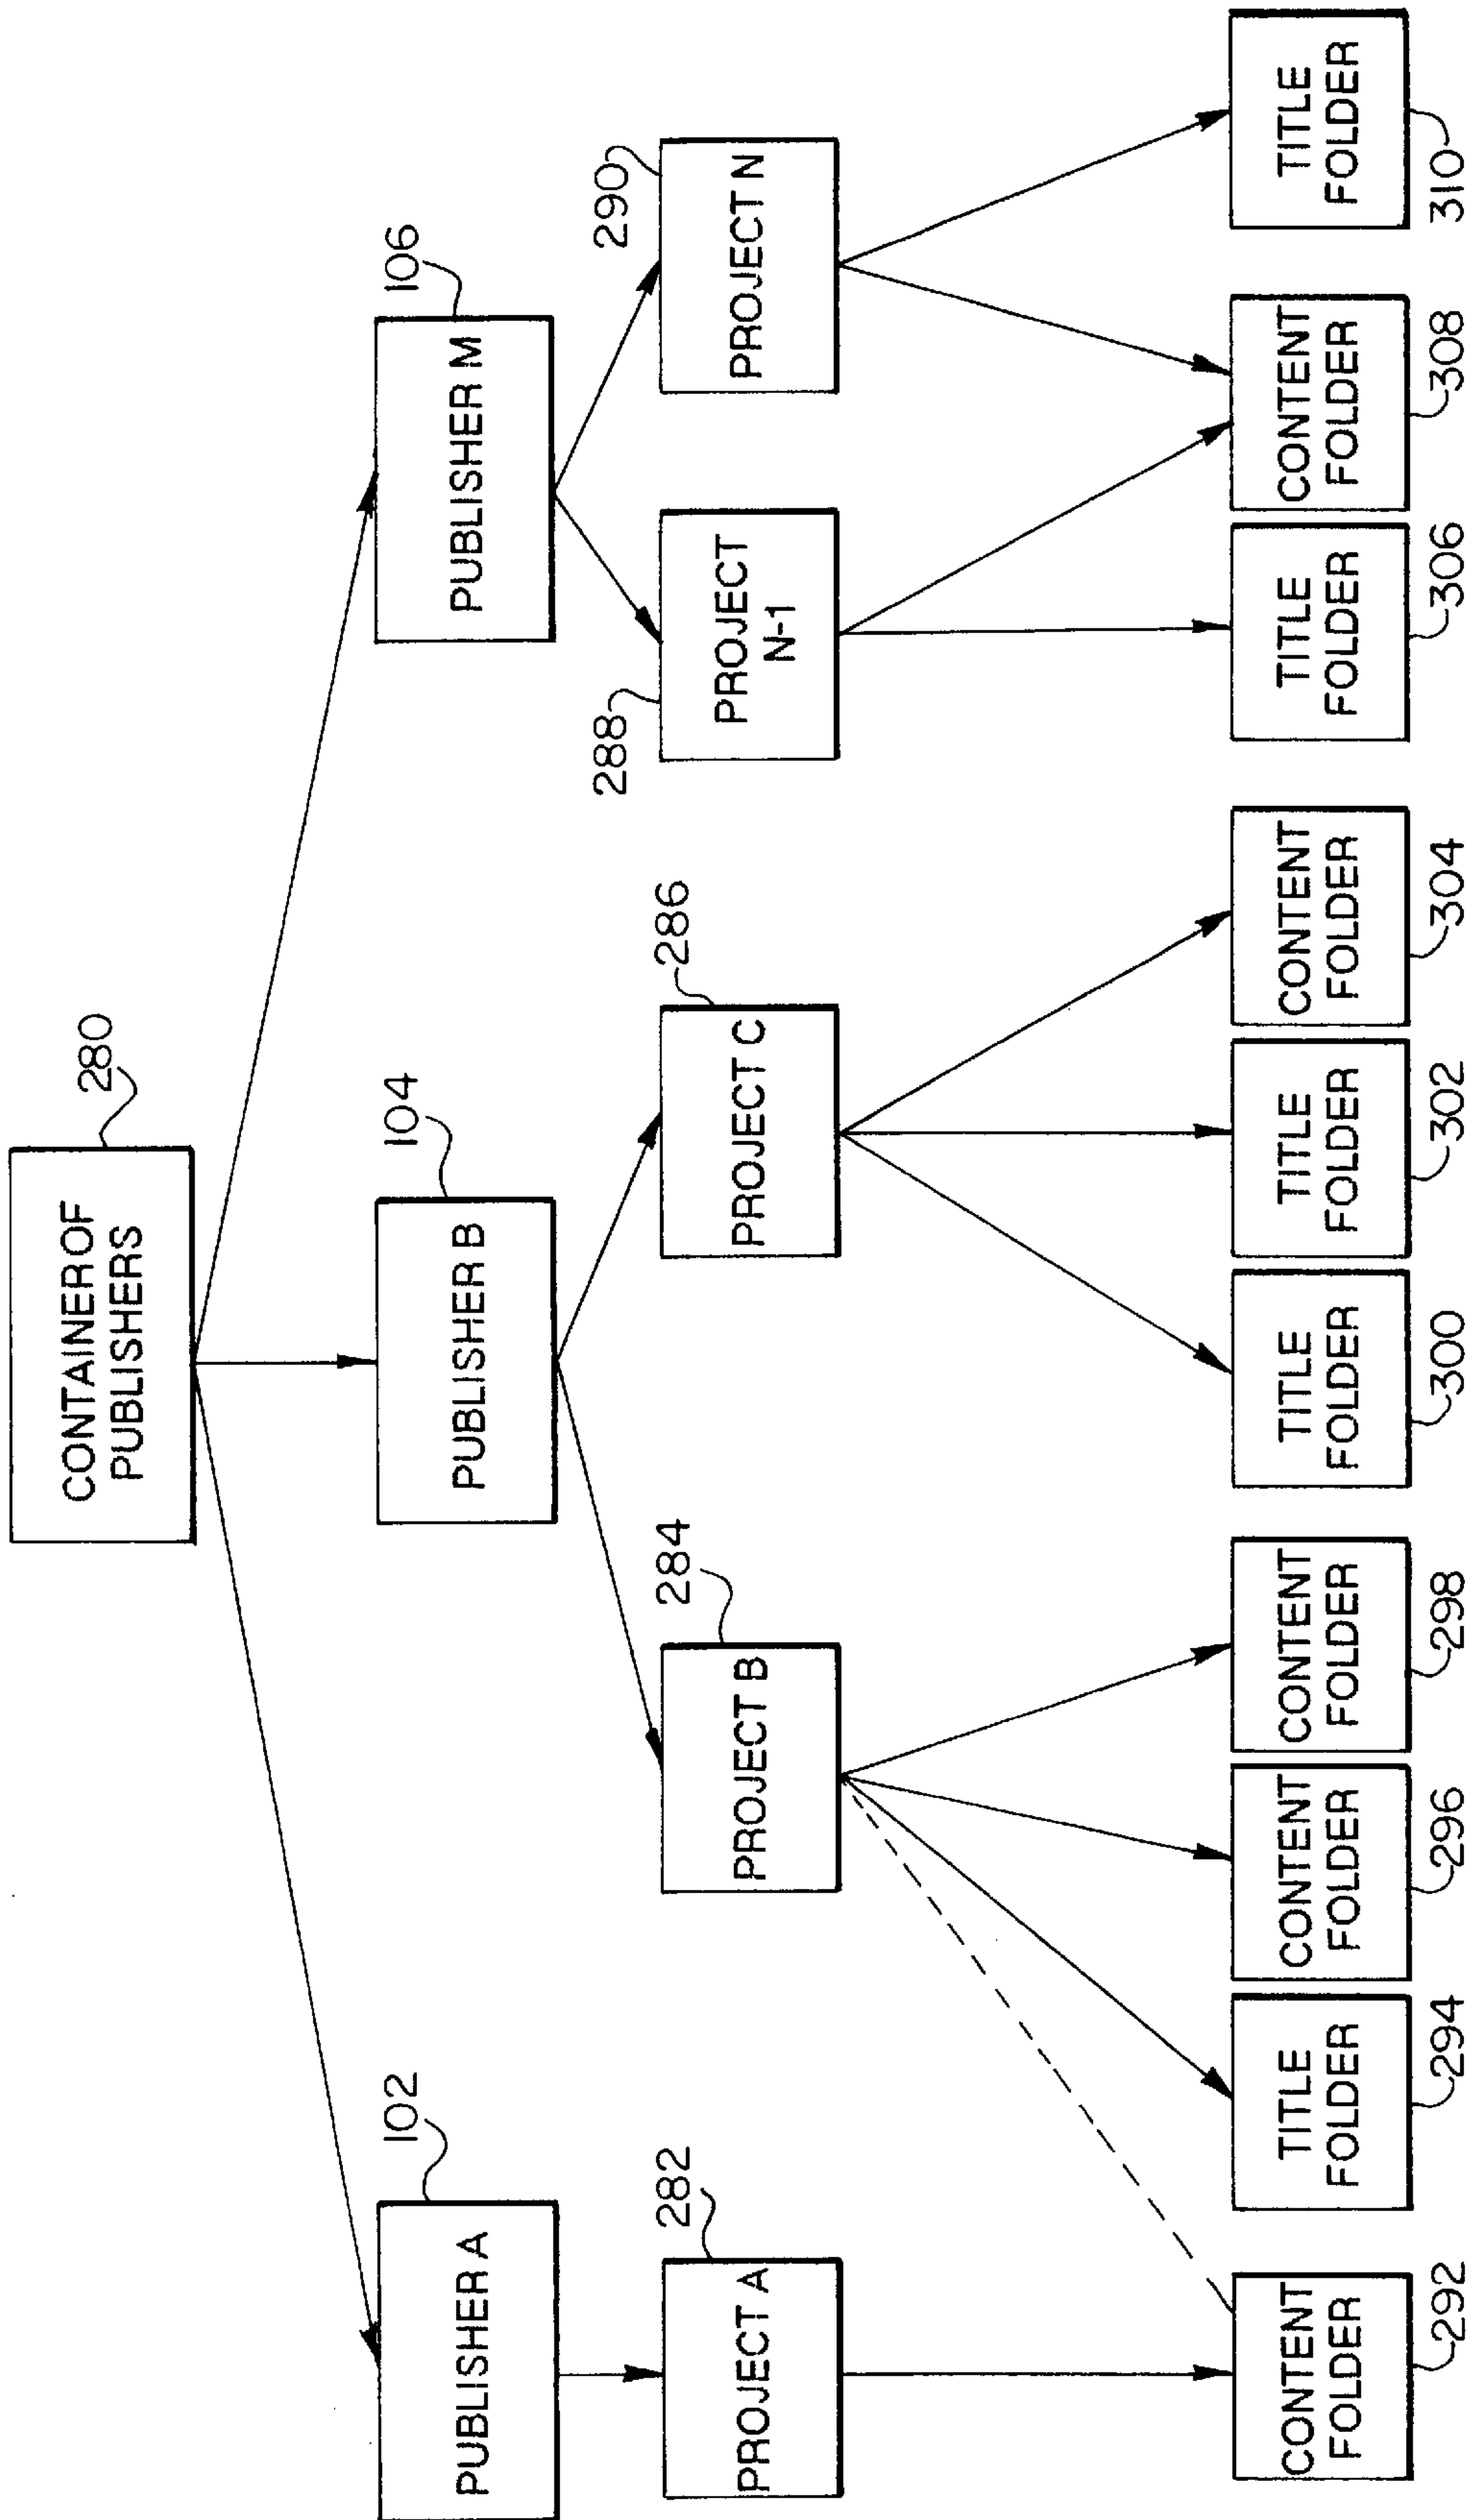 CONTAINER OF
PUBLISHERS
280
PUBLISHER A
102
PUBLISHER B
104
PUBLISHER M
106
PROJECT A
282
PROJECT B
284
PROJECT C
286
PROJECT
N-1
288
PROJECT N
290
CONTENT
FOLDER
292
TITLE
FOLDER
294
CONTENT
FOLDER
296
CONTENT
FOLDER
298
TITLE
FOLDER
300
TITLE
FOLDER
302
CONTENT
FOLDER
304
TITLE
FOLDER
306
CONTENT
FOLDER
308
TITLE
FOLDER
310